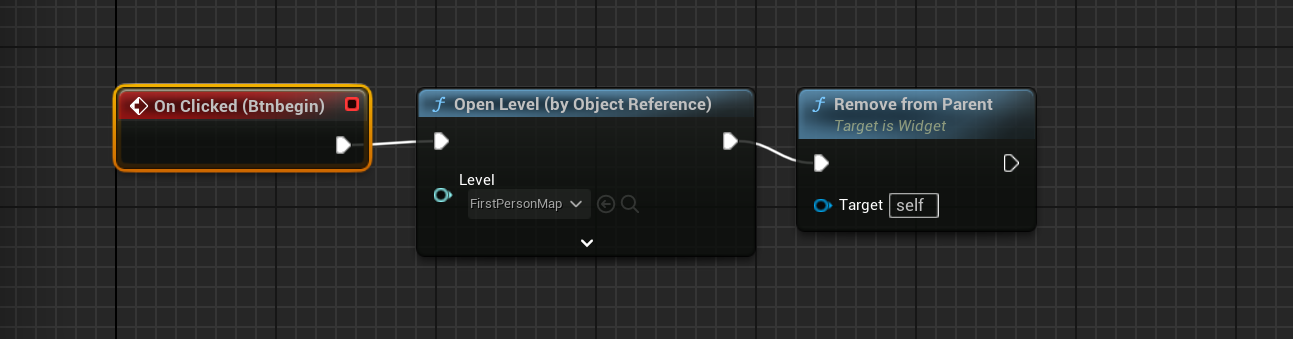 On Clicked (Btnbegin)
f Open Level (by Object Reference)
Level
FirstPersonMap
f Remove from Parent
Target is Widget
Target self